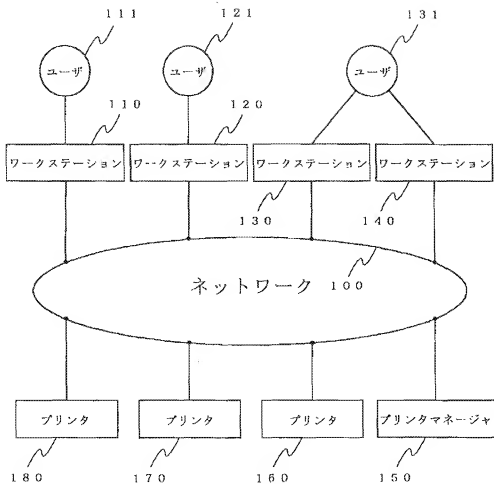 111 121 131
ユーザ ユーザ ユーザ
110 120
ワークステーション ワークステーション ワークステーション ワークステーション
130 140
ネットワーク 100
プリンタ プリンタ プリンタ プリンタマネージャ
180 170 160 150